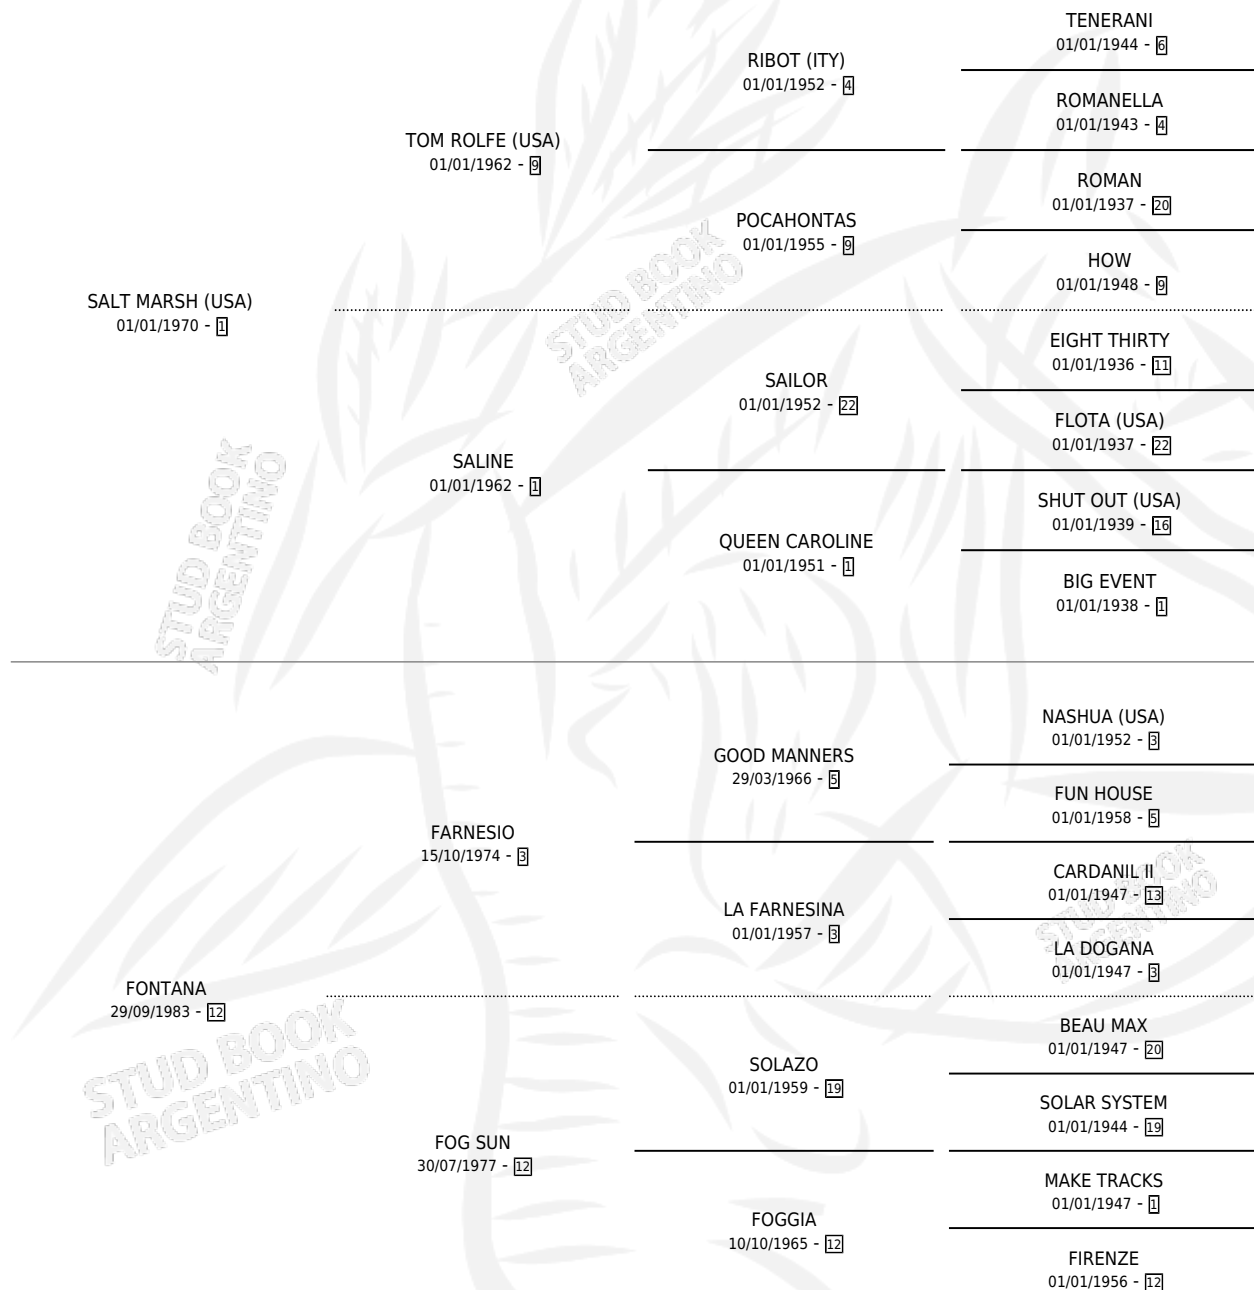 TENERANI
01/01/1944 - 6
RIBOT (ITY)
01/01/1952 - 4
ROMANELLA
01/01/1943 - 4
TOM ROLFE (USA)
01/01/1962 - 9
ROMAN
01/01/1937 - 20
POCAHONTAS
01/01/1955 - 9
HOW
01/01/1948 - 9
SALT MARSH (USA)
01/01/1970 - 1
STUD BOOK
ARGENTINO
EIGHT THIRTY
01/01/1936 - 11
SAILOR
01/01/1952 - 22
FLOTA (USA)
01/01/1937 - 22
SALINE
01/01/1962 - 1
SHUT OUT (USA)
01/01/1939 - 16
QUEEN CAROLINE
01/01/1951 - 1
BIG EVENT
01/01/1938 - 1
STUD BOOK
ARGENTINO
NASHUA (USA)
01/01/1952 - 3
GOOD MANNERS
29/03/1966 - 5
FUN HOUSE
01/01/1958 - 5
FARNESIO
15/10/1974 - 3
CARDANIL II
01/01/1947 - 13
STUD BOOK
ARGENTINO
LA FARNESINA
01/01/1957 - 3
LA DOGANA
01/01/1947 - 3
FONTANA
29/09/1983 - 12
STUD BOOK
ARGENTINO
BEAU MAX
01/01/1947 - 20
SOLAZO
01/01/1959 - 19
SOLAR SYSTEM
01/01/1944 - 19
FOG SUN
30/07/1977 - 12
MAKE TRACKS
01/01/1947 - 1
FOGGIA
10/10/1965 - 12
FIRENZE
01/01/1956 - 12